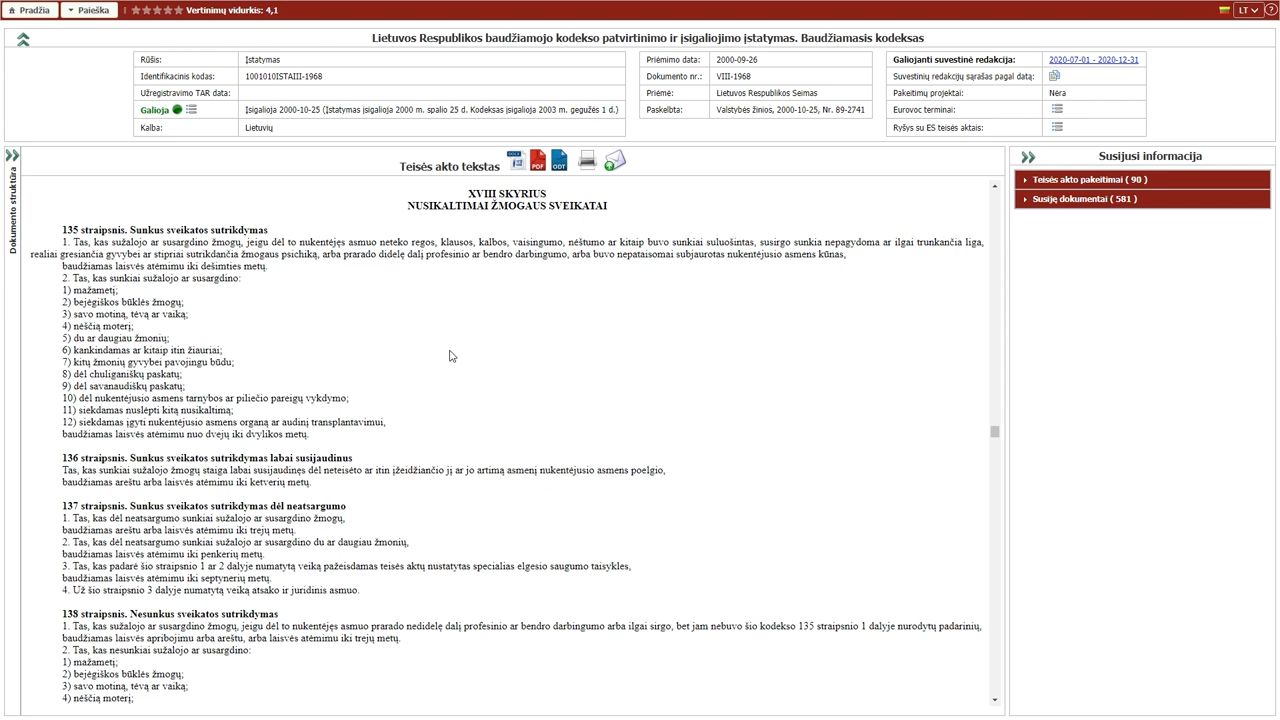 Pradžia
Paieška
Vertinimų vidurkis: 4,1
LT
?
Lietuvos Respublikos baudžiamojo kodekso patvirtinimo ir įsigaliojimo įstatymas. Baudžiamasis kodeksas
Rūšis: Įstatymas
Identifikacinis kodas: 1001010ISTAIII-1968
Užregistravimo TAR data:
Galioja Įsigalioja 2000-10-25 (Įstatymas įsigalioja 2000 m. spalio 25 d. Kodeksas įsigalioja 2003 m. gegužės 1 d.)
Kalba: Lietuvių
Priėmimo data: 2000-09-26
Dokumento nr.: VIII-1968
Priėmė: Lietuvos Respublikos Seimas
Paskelbta: Valstybės žinios, 2000-10-25, Nr. 89-2741
Galiojanti suvestinė redakcija: 2020-07-01 - 2020-12-31
Suvestinių redakcijų sąrašas pagal datą:
Pakeitimų projektai: Nėra
Eurovoc terminai:
Ryšys su ES teisės aktais:
Dokumento struktūra
Teisės akto tekstas
PDF
ODT
XVIII SKYRIUS
NUSIKALTIMAI ŽMOGAUS SVEIKATAI
135 straipsnis. Sunkus sveikatos sutrikdymas
1. Tas, kas sužalojo ar susargdino žmogų, jeigu dėl to nukentėjęs asmuo neteko regos, klausos, kalbos, vaisingumo, nėštumo ar kitaip buvo sunkiai suluošintas, susirgo sunkia nepagydoma ar ilgai trunkančia liga,
realiai gresiančia gyvybei ar stipriai sutrikdančia žmogaus psichiką, arba prarado didelę dalį profesinio ar bendro darbingumo, arba buvo nepataisomai subjaurotas nukentėjusio asmens kūnas,
baudžiamas laisvės atėmimu iki dešimties metų.
2. Tas, kas sunkiai sužalojo ar susargdino:
1) mažametį;
2) bejėgiškos būklės žmogų;
3) savo motiną, tėvą ar vaiką;
4) nėščią moterį;
5) du ar daugiau žmonių;
6) kankindamas ar kitaip itin žiauriai;
7) kitų žmonių gyvybei pavojingu būdu;
8) dėl chuliganiškų paskatų;
9) dėl savanaudiškų paskatų;
10) dėl nukentėjusio asmens tarnybos ar piliečio pareigų vykdymo;
11) siekdamas nuslėpti kitą nusikaltimą;
12) siekdamas įgyti nukentėjusio asmens organą ar audinį transplantavimui,
baudžiamas laisvės atėmimu nuo dvejų iki dvylikos metų.
136 straipsnis. Sunkus sveikatos sutrikdymas labai susijaudinus
Tas, kas sunkiai sužalojo žmogų staiga labai susijaudinęs dėl neteisėto ar itin įžeidžiančio jį ar jo artimą asmenį nukentėjusio asmens poelgio,
baudžiamas areštu arba laisvės atėmimu iki ketverių metų.
137 straipsnis. Sunkus sveikatos sutrikdymas dėl neatsargumo
1. Tas, kas dėl neatsargumo sunkiai sužalojo ar susargdino žmogų,
baudžiamas areštu arba laisvės atėmimu iki trejų metų.
2. Tas, kas dėl neatsargumo sunkiai sužalojo ar susargdino du ar daugiau žmonių,
baudžiamas laisvės atėmimu iki penkerių metų.
3. Tas, kas padarė šio straipsnio 1 ar 2 dalyje numatytą veiką pažeisdamas teisės aktų nustatytas specialias elgesio saugumo taisykles,
baudžiamas laisvės atėmimu iki septynerių metų.
4. Už šio straipsnio 3 dalyje numatytą veiką atsako ir juridinis asmuo.
138 straipsnis. Nesunkus sveikatos sutrikdymas
1. Tas, kas sužalojo ar susargdino žmogų, jeigu dėl to nukentėjęs asmuo prarado nedidelę dalį profesinio ar bendro darbingumo arba ilgai sirgo, bet jam nebuvo šio kodekso 135 straipsnio 1 dalyje nurodytų padarinių,
baudžiamas laisvės apribojimu arba areštu, arba laisvės atėmimu iki trejų metų.
2. Tas, kas nesunkiai sužalojo ar susargdino:
1) mažametį;
2) bejėgiškos būklės žmogų;
3) savo motiną, tėvą ar vaiką;
4) nėščią moterį;
Susijusi informacija
Teisės akto pakeitimai ( 90 )
Susiję dokumentai ( 581 )